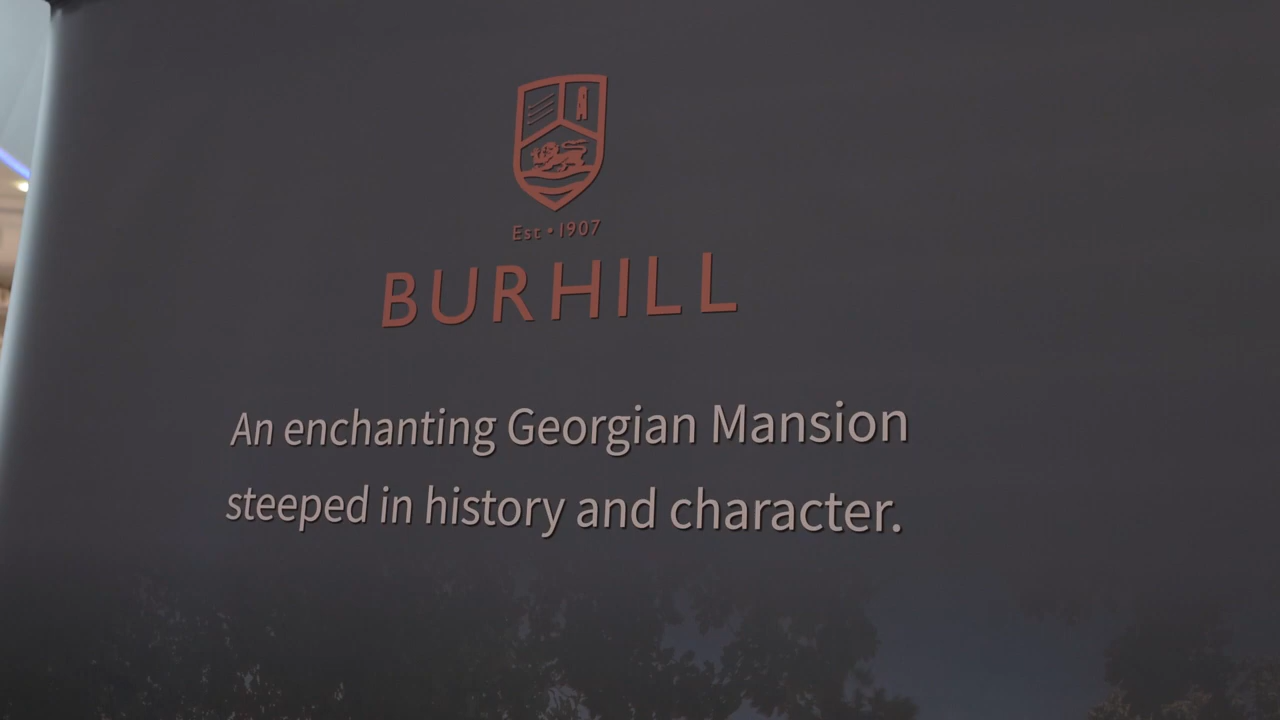 Est • 1907
BURHILL
An enchanting Georgian Mansion
steeped in history and character.